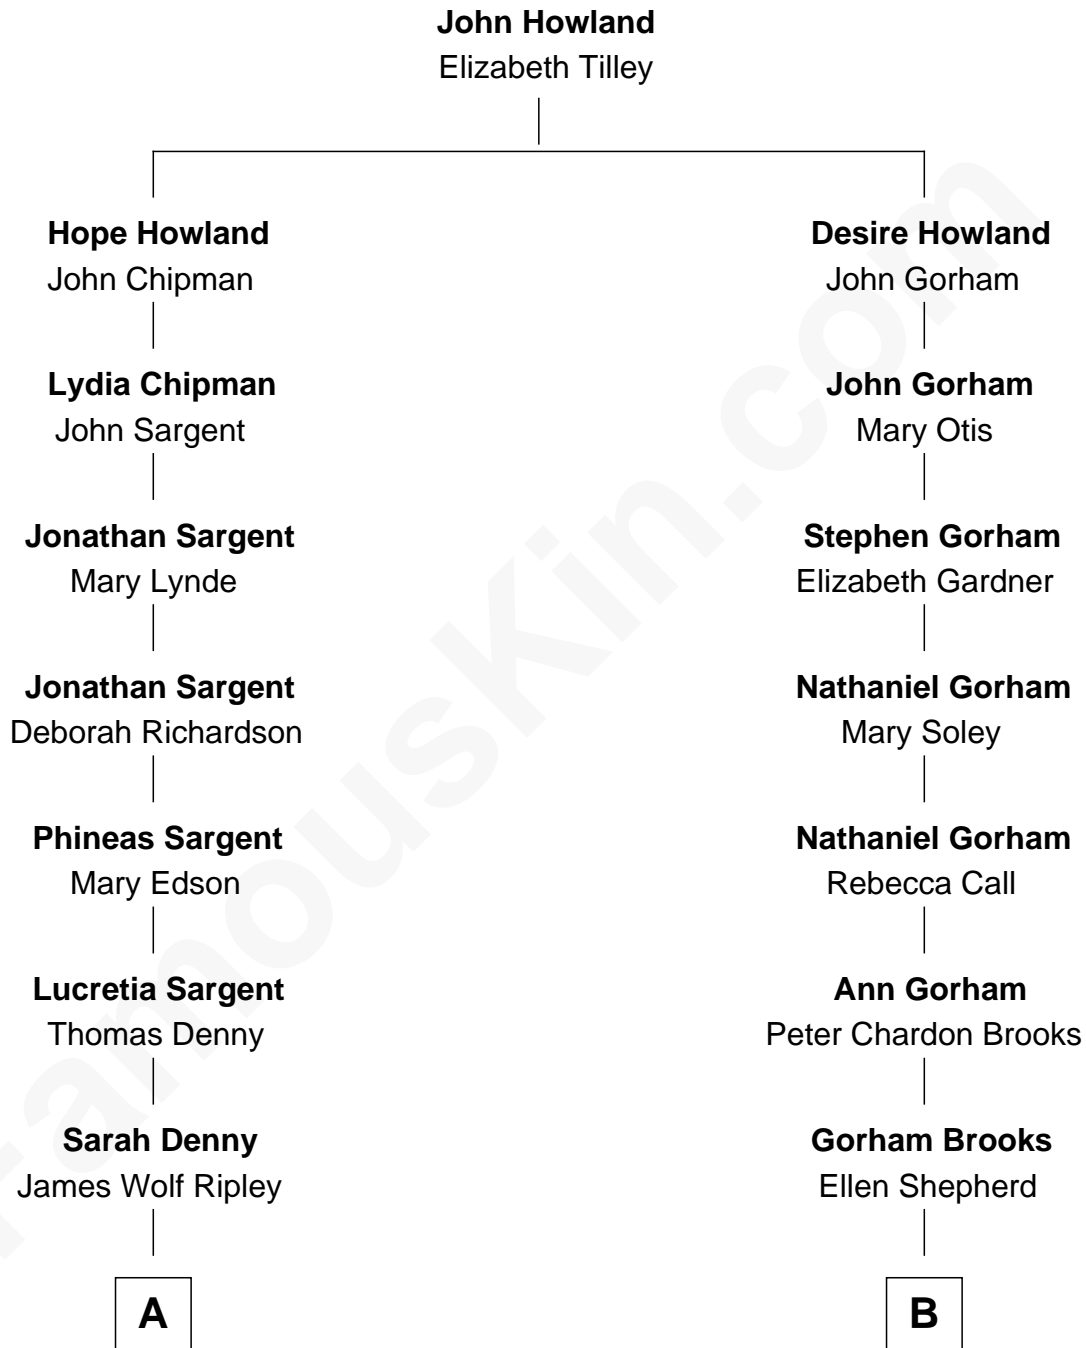 John Howland
Elizabeth Tilley
Hope Howland
John Chipman
Desire Howland
John Gorham
Lydia Chipman
John Sargent
John Gorham
Mary Otis
Jonathan Sargent
Mary Lynde
Stephen Gorham
Elizabeth Gardner
Jonathan Sargent
Deborah Richardson
Nathaniel Gorham
Mary Soley
Phineas Sargent
Mary Edson
Nathaniel Gorham
Rebecca Call
Lucretia Sargent
Thomas Denny
Ann Gorham
Peter Chardon Brooks
Sarah Denny
James Wolf Ripley
Gorham Brooks
Ellen Shepherd
A
B
FamousKin.com